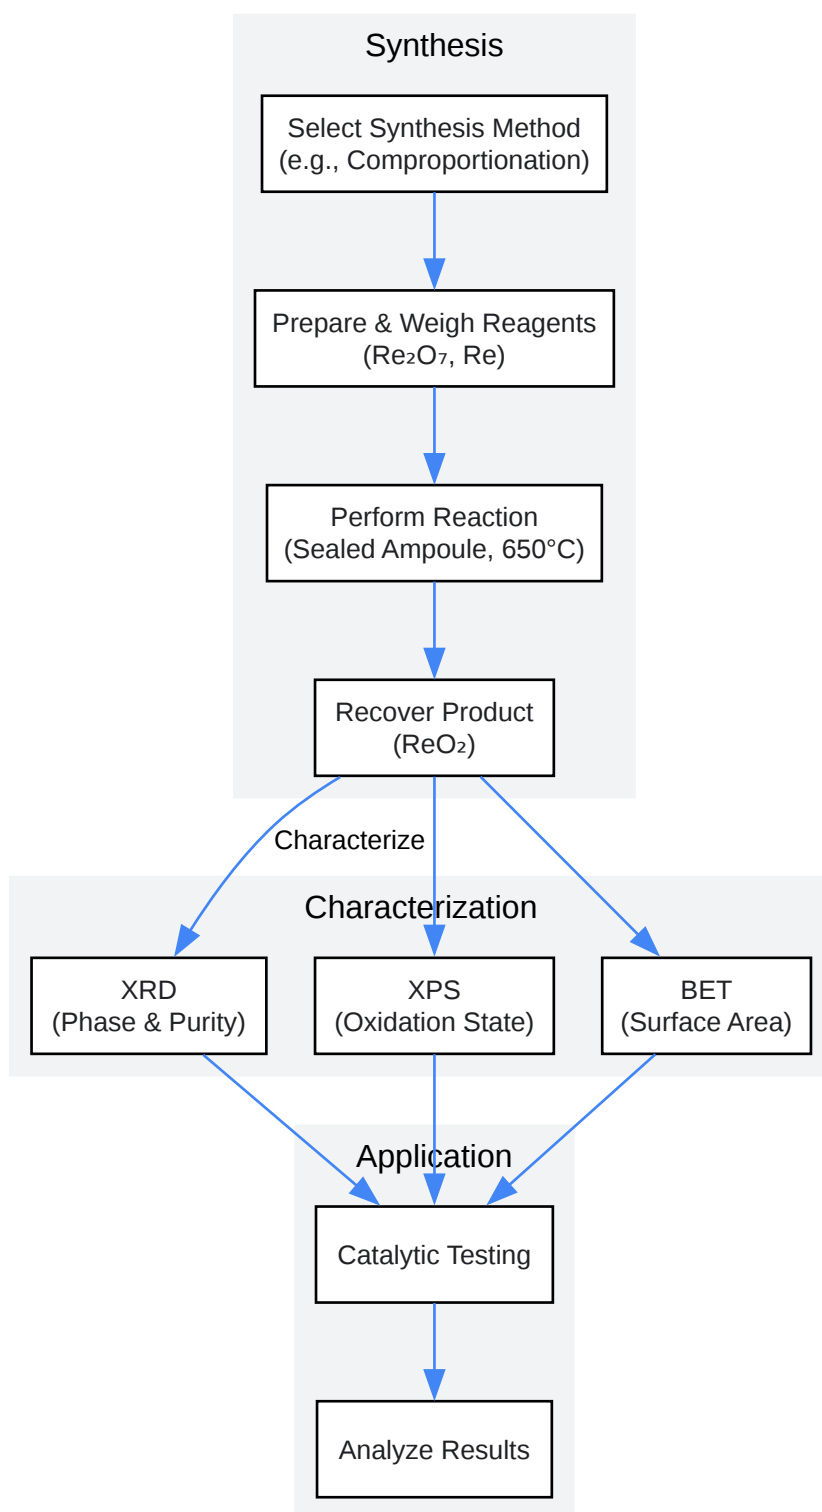 Synthesis
Select Synthesis Method
(e.g., Comproportionation)
Prepare & Weigh Reagents
(Re₂O₇, Re)
Perform Reaction
(Sealed Ampoule, 650°C)
Recover Product
(ReO₂)
Characterize
Characterization
XRD
(Phase & Purity)
XPS
(Oxidation State)
BET
(Surface Area)
Application
Catalytic Testing
Analyze Results